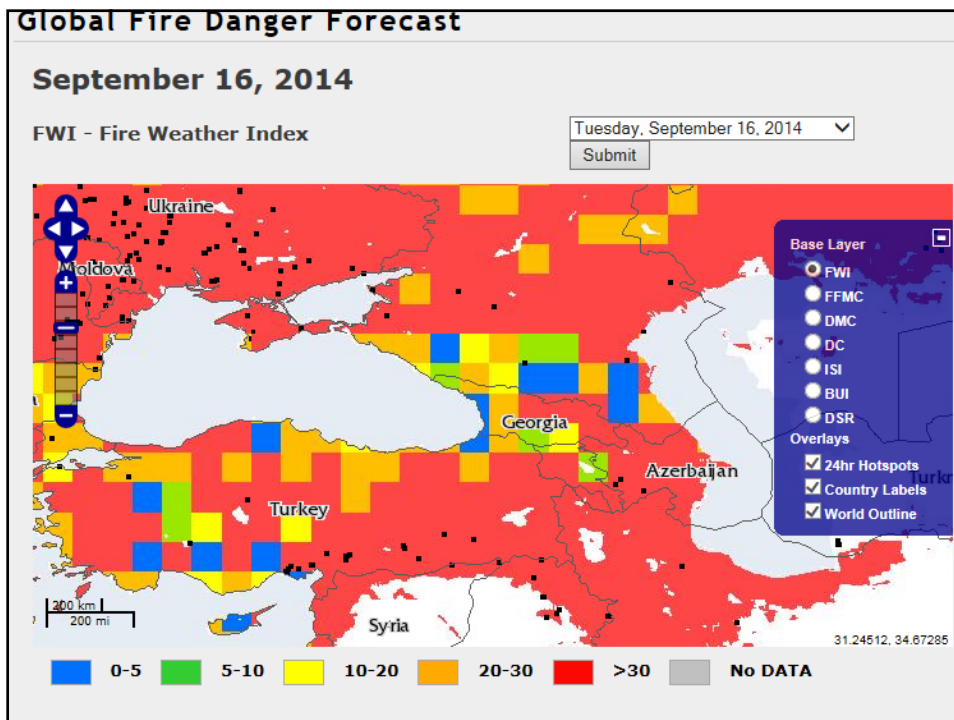 Global Fire Danger Forecast
September 16, 2014
FWI - Fire Weather Index
Tuesday, September 16, 2014
Submit
Ukraine
Moldova
Georgia
Azerbaijan
Turkey
Syria
Base Layer
FWI
FFMC
DMC
DC
ISI
BUI
DSR
Overlays
24hr Hotspots
Country Labels
World Outline
200 km
200 mi
31.24512, 34.67285
0-5 5-10 10-20 20-30 >30 No DATA